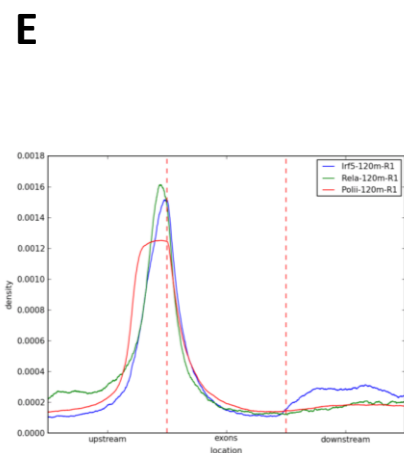 E
0.0018
0.0016
0.0014
0.0012
0.0010
0.0008
0.0006
0.0004
0.0002
0.0000
density
Irf5-120m-R1
Rela-120m-R1
PolII-120m-R1
upstream exons downstream
location